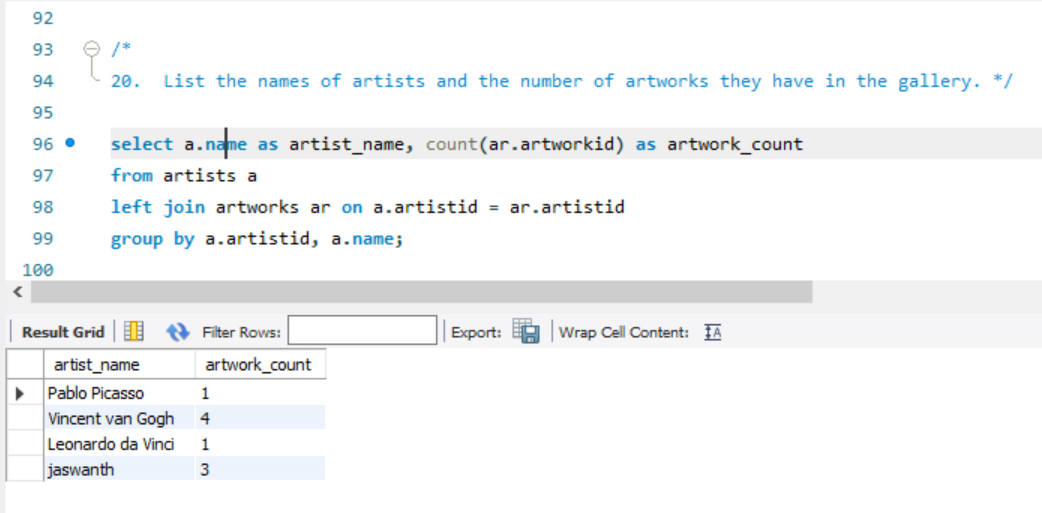 92
93 /*
94 20.  List the names of artists and the number of artworks they have in the gallery. */
95
96 select a.name as artist_name, count(ar.artworkid) as artwork_count
97 from artists a
98 left join artworks ar on a.artistid = ar.artistid
99 group by a.artistid, a.name;
100
Result Grid Filter Rows: Export: Wrap Cell Content:
artist_name artwork_count
Pablo Picasso 1
Vincent van Gogh 4
Leonardo da Vinci 1
jaswanth 3